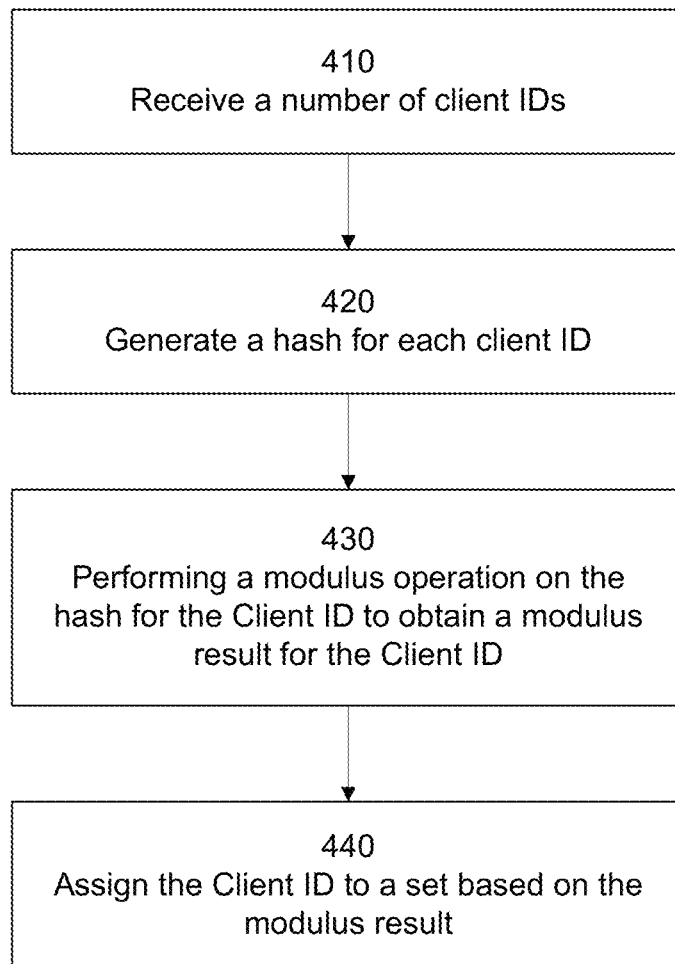 410
Receive a number of client IDs
420
Generate a hash for each client ID
430
Performing a modulus operation on the
hash for the Client ID to obtain a modulus
result for the Client ID
440
Assign the Client ID to a set based on the
modulus result